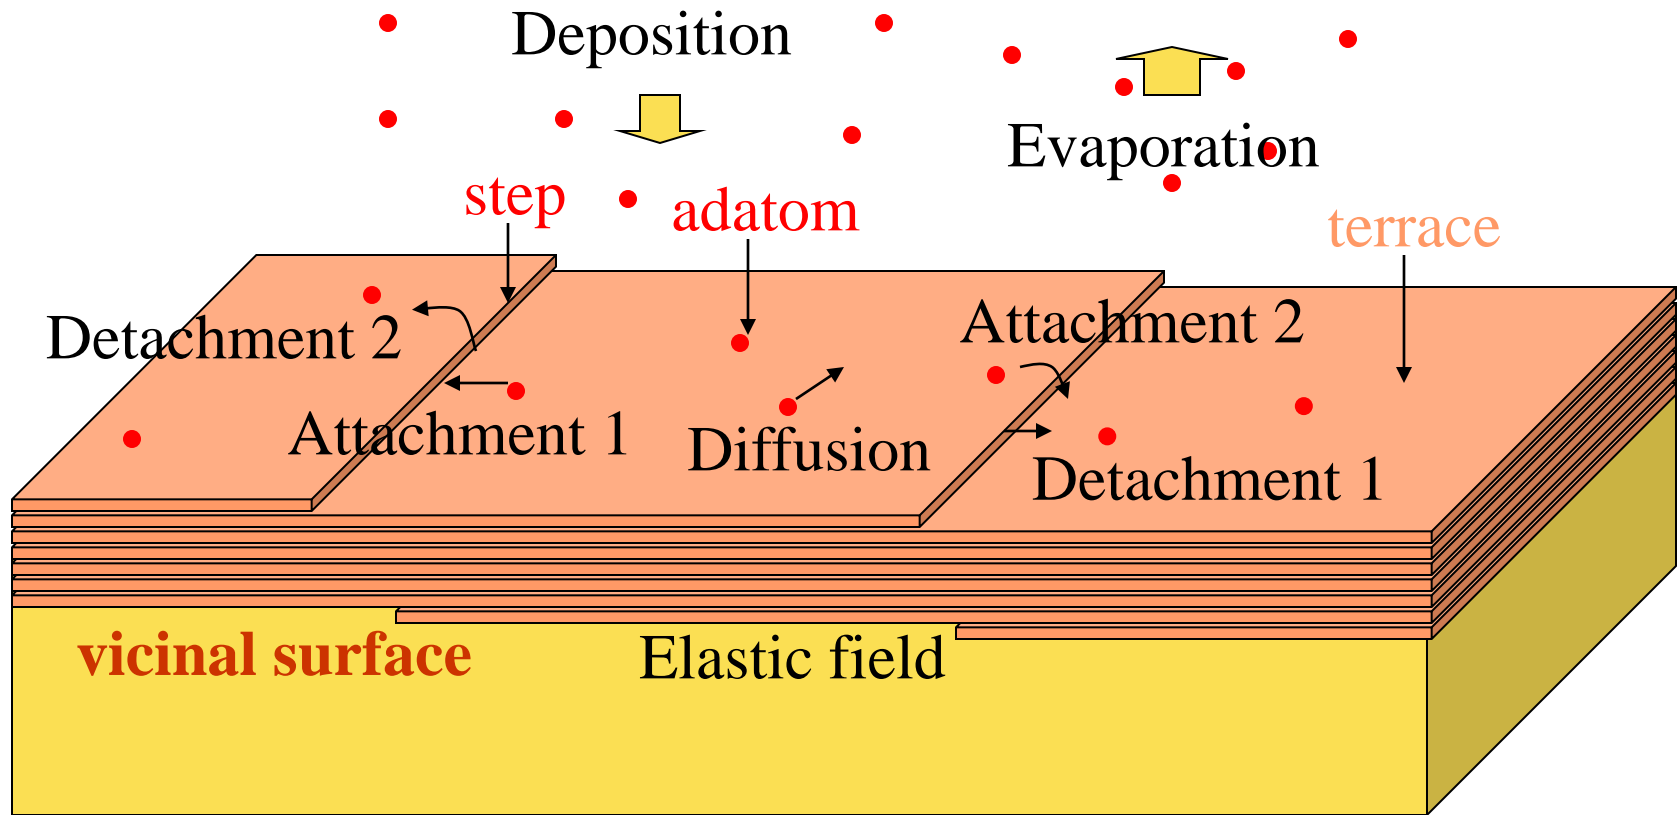 Deposition
Evaporation
step
adatom
terrace
Detachment 2
Attachment 2
Attachment 1
Diffusion
Detachment 1
vicinal surface
Elastic field